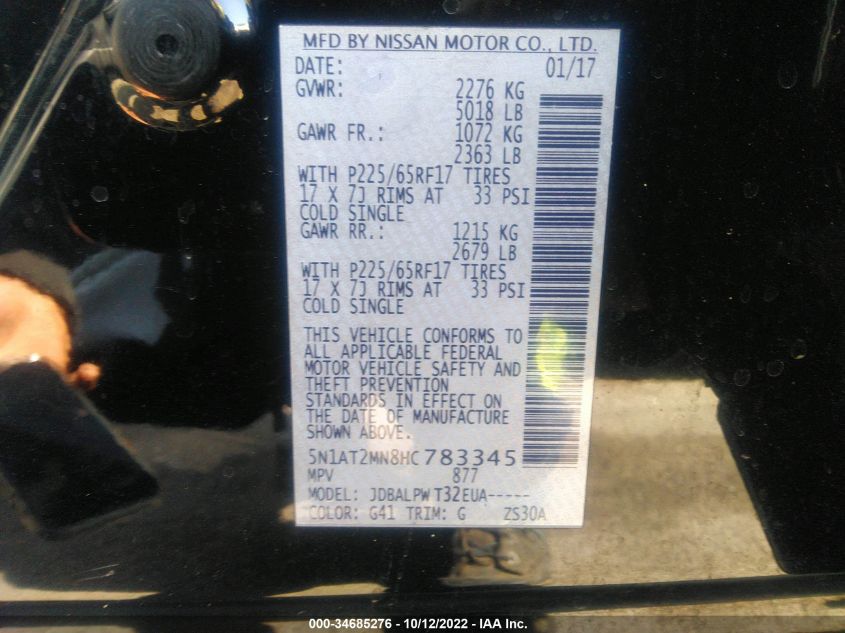 MFD BY NISSAN MOTOR CO., LTD.
DATE: 01/17
GVWR: 2276 KG
5018 LB
GAWR FR.: 1072 KG
2363 LB
WITH P225/65RF17 TIRES
17 X 7J RIMS AT 33 PSI
COLD SINGLE
GAWR RR.: 1215 KG
2679 LB
WITH P225/65RF17 TIRES
17 X 7J RIMS AT 33 PSI
COLD SINGLE
THIS VEHICLE CONFORMS TO
ALL APPLICABLE FEDERAL
MOTOR VEHICLE SAFETY AND
THEFT PREVENTION
STANDARDS IN EFFECT ON
THE DATE OF MANUFACTURE
SHOWN ABOVE.
5N1AT2MN8HC783345
MPV 877
MODEL: JDBALPW T32EUA-----
COLOR: G41 TRIM: G ZS30A
000-34685276 - 10/12/2022 - IAA Inc.